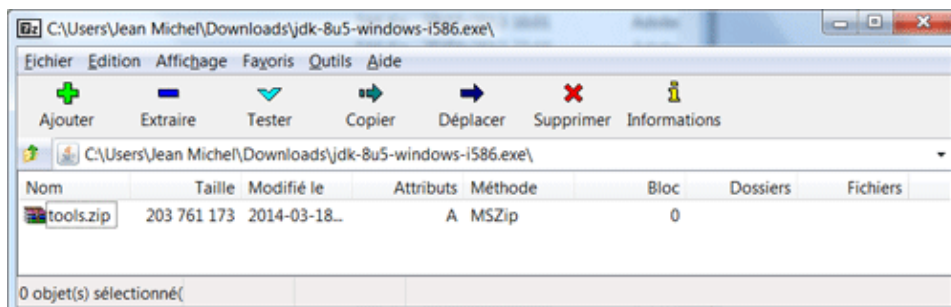 C:\Users\Jean Michel\Downloads\jdk-8u5-windows-i586.exe\
Fichier Edition Affichage Favoris Outils Aide
Ajouter Extraire Tester Copier Déplacer Supprimer Informations
C:\Users\Jean Michel\Downloads\jdk-8u5-windows-i586.exe\
Nom Taille Modifié le Attributs Méthode Bloc Dossiers Fichiers
tools.zip 203 761 173 2014-03-18... A MSZip 0
0 objet(s) sélectionné(